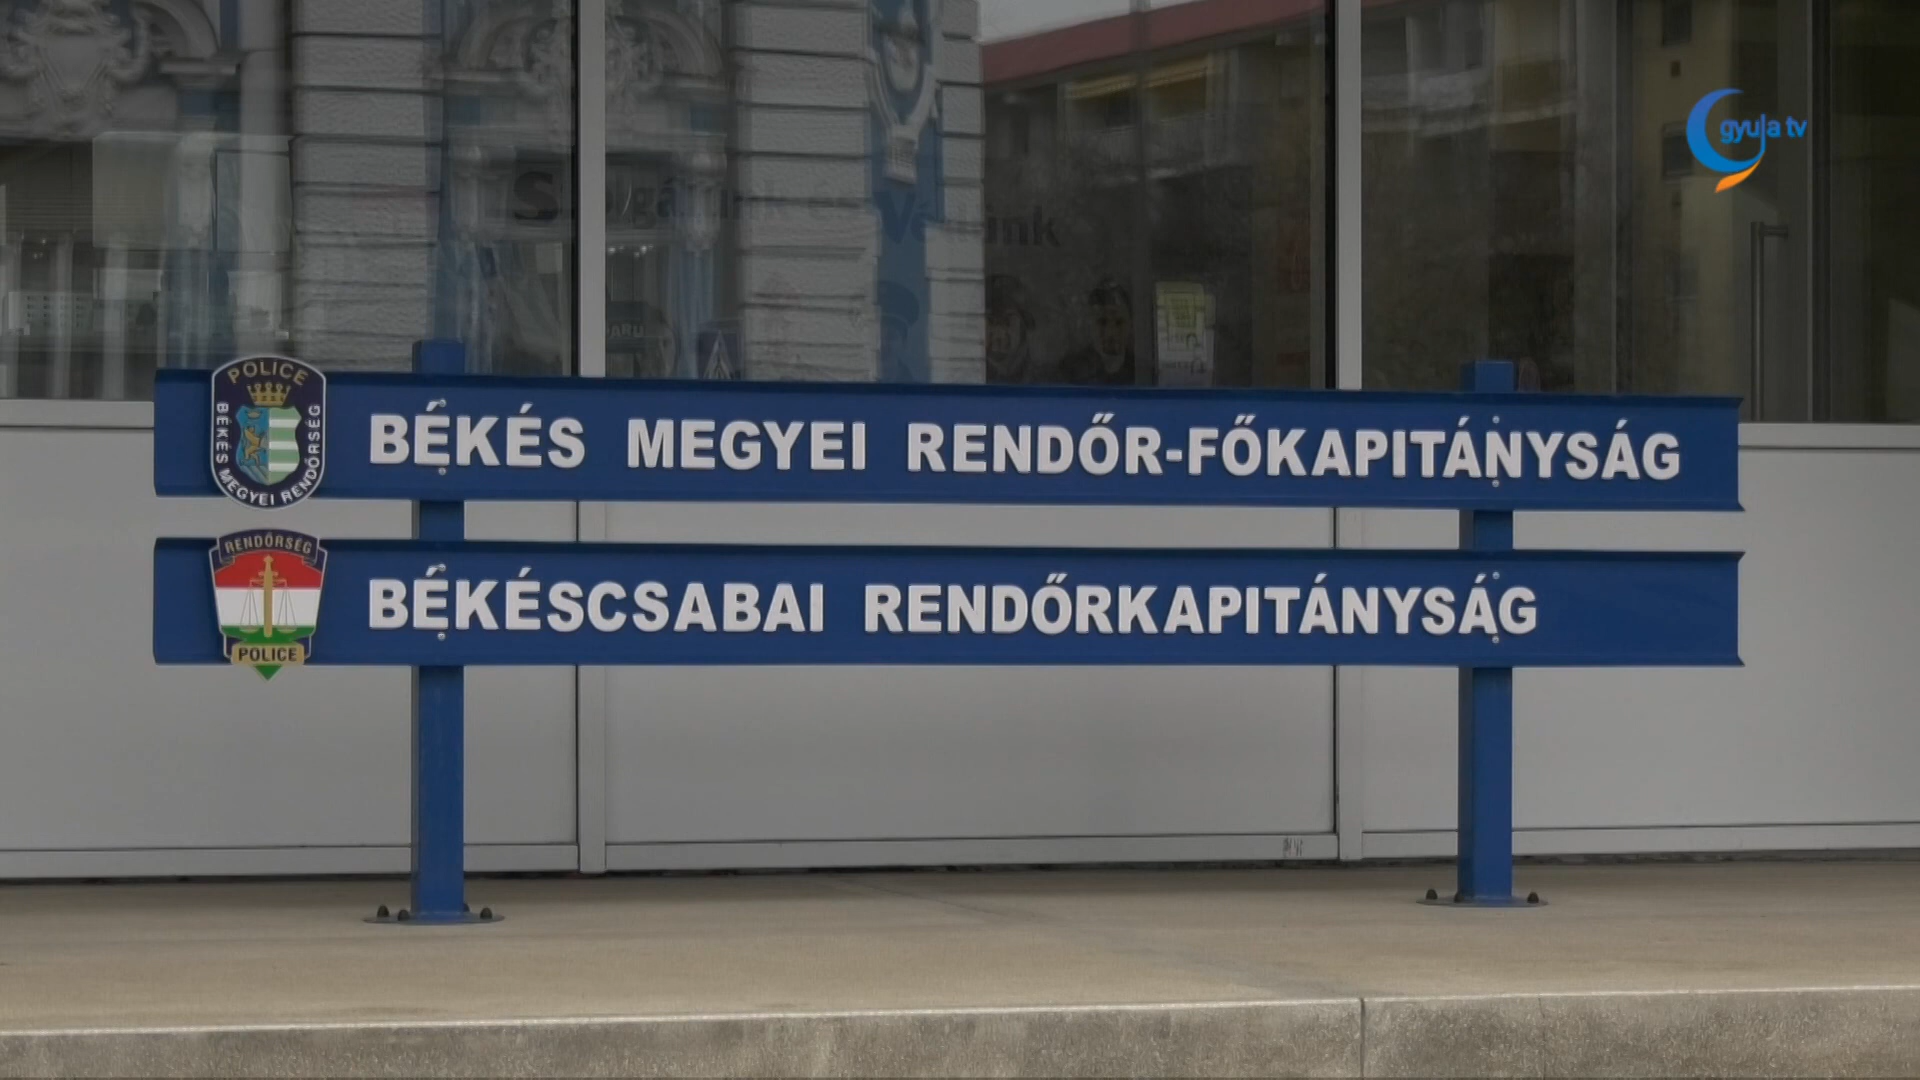 gyula tv
POLICE
BÉKÉS MEGYEI RENDŐRSÉG
BÉKÉS MEGYEI RENDŐR-FŐKAPITÁNYSÁG
RENDŐRSÉG
POLICE
BÉKÉSCSABAI RENDŐRKAPITÁNYSÁG